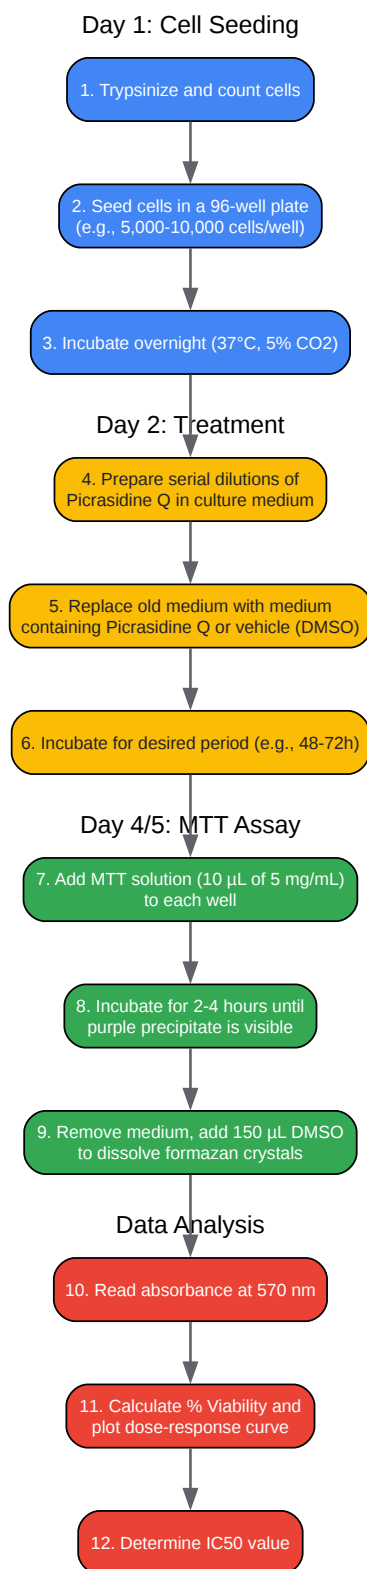 Day 1: Cell Seeding
1. Trypsinize and count cells
2. Seed cells in a 96-well plate
(e.g., 5,000-10,000 cells/well)
3. Incubate overnight (37°C, 5% CO2)
Day 2: Treatment
4. Prepare serial dilutions of
Picrasidine Q in culture medium
5. Replace old medium with medium
containing Picrasidine Q or vehicle (DMSO)
6. Incubate for desired period (e.g., 48-72h)
Day 4/5: MTT Assay
7. Add MTT solution (10 µL of 5 mg/mL)
to each well
8. Incubate for 2-4 hours until
purple precipitate is visible
9. Remove medium, add 150 µL DMSO
to dissolve formazan crystals
Data Analysis
10. Read absorbance at 570 nm
11. Calculate % Viability and
plot dose-response curve
12. Determine IC50 value